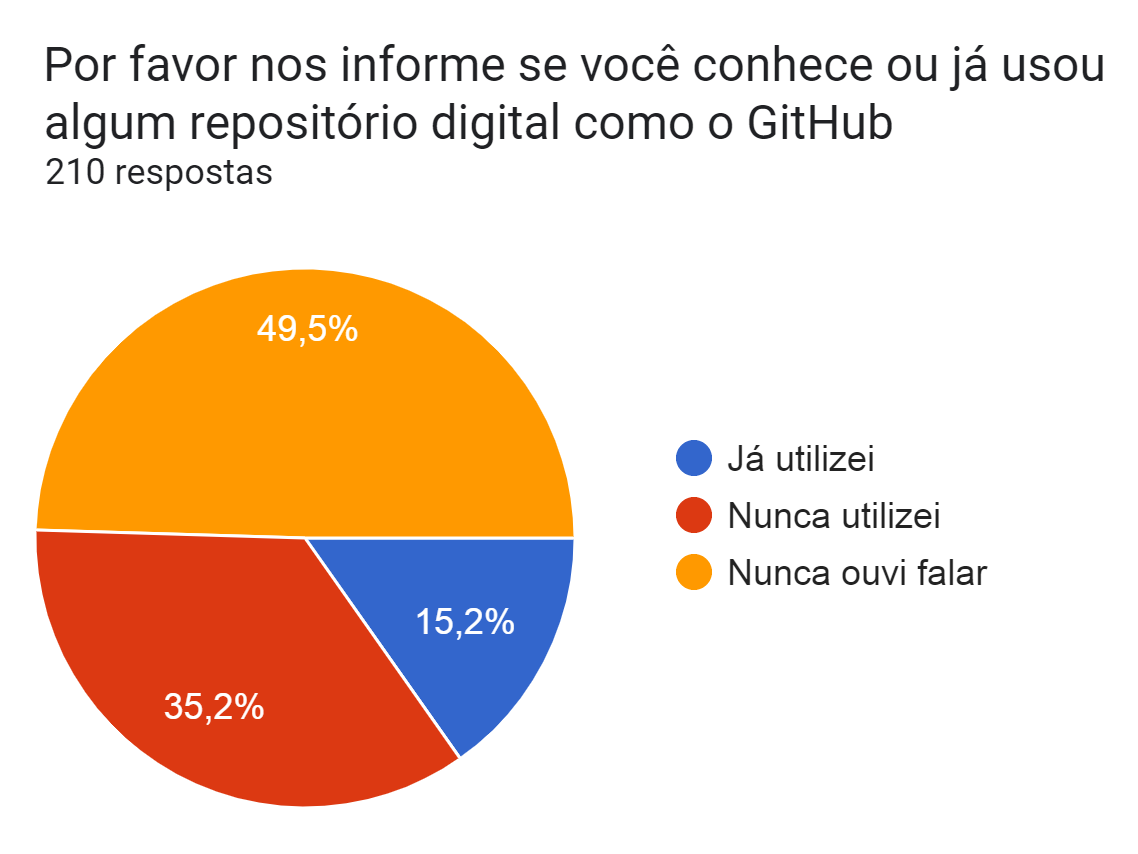 Por favor nos informe se você conhece ou já usou
algum repositório digital como o GitHub
210 respostas
49,5%
15,2%
35,2%
Já utilizei
Nunca utilizei
Nunca ouvi falar